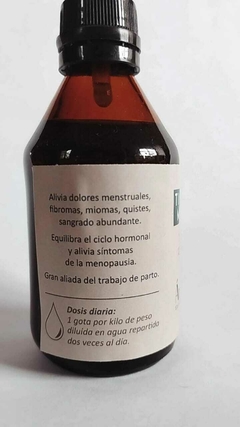 Alivia dolores menstruales,
fibromas, miomas, quistes,
sangrado abundante.
Equilibra el ciclo hormonal
y alivia síntomas
de la menopausia.
Gran aliada del trabajo de parto.
Dosis diaria:
1 gota por kilo de peso
diluida en agua repartida
dos veces al día.